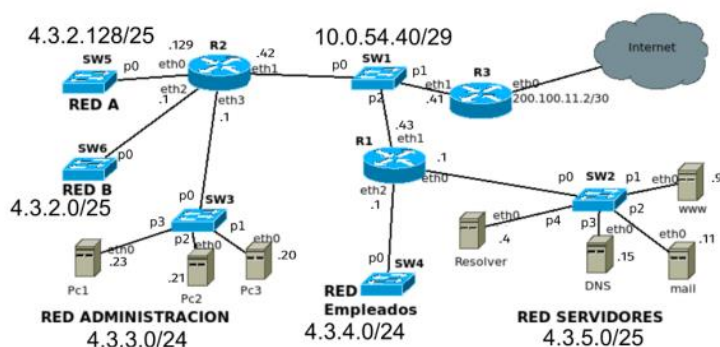 4.3.2.128/25
10.0.54.40/29
Internet
SW5
p0
.129
eth0
R2
.42
eth1
p0
SW1
p1
eth1
.41
R3
eth0
200.100.11.2/30
RED A
eth2
.1
eth3
.1
p2
.43
eth1
R1
.1
eth0
eth2
.1
SW6
p0
RED B
4.3.2.0/25
p0
SW2
p1
eth0
.9
www
p2
p3
p4
eth0
.4
Resolver
eth0
.15
DNS
eth0
.11
mail
p0
SW3
p3
p2
p1
eth0
.23
Pc1
eth0
.21
Pc2
eth0
.20
Pc3
p0
SW4
RED
Empleados
RED ADMINISTRACION
4.3.3.0/24
4.3.4.0/24
RED SERVIDORES
4.3.5.0/25